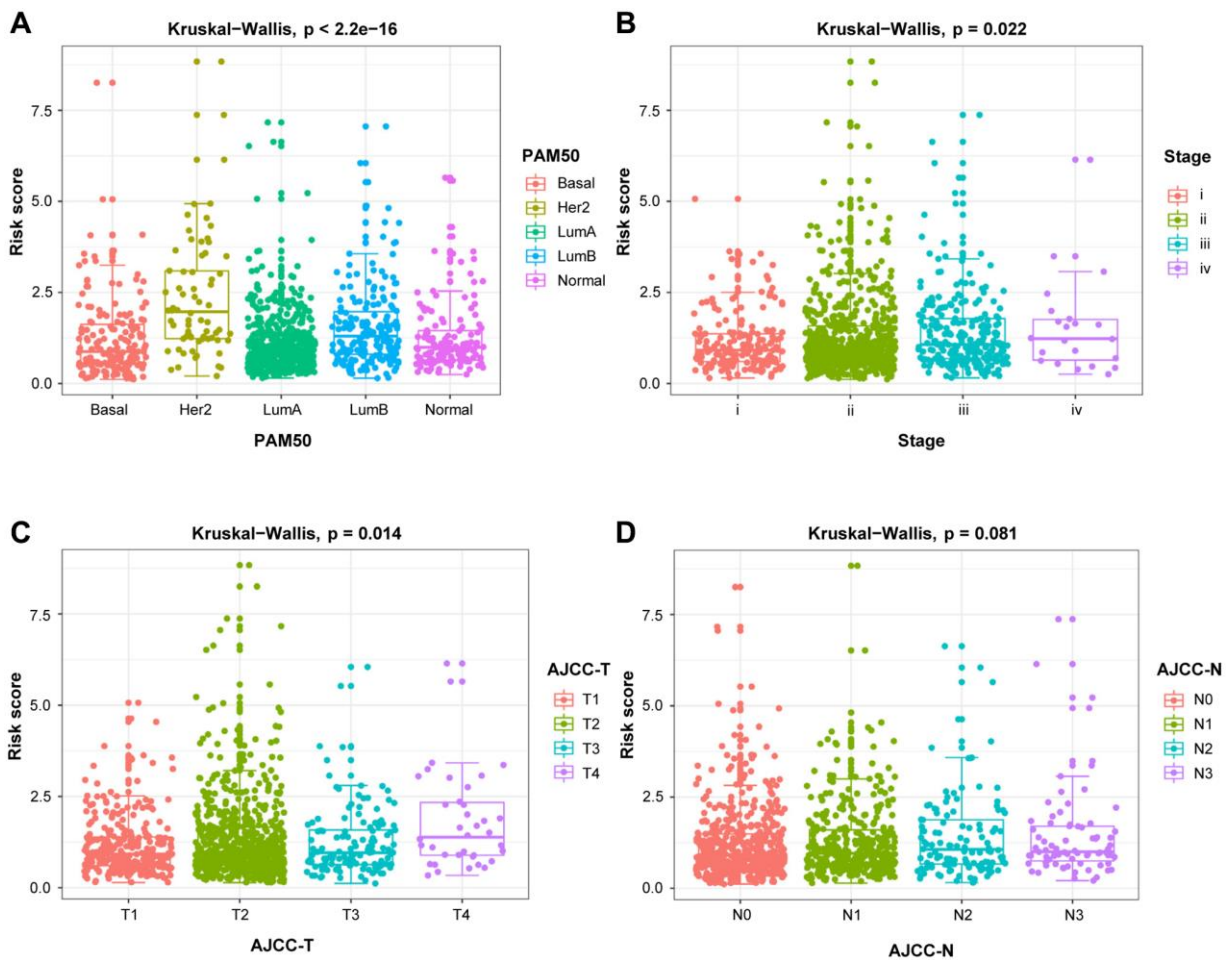 A
Kruskal−Wallis, p < 2.2e−16
Risk score
7.5
5.0
2.5
0.0
Basal
Her2
LumA
LumB
Normal
PAM50
PAM50
Basal
Her2
LumA
LumB
Normal
B
Kruskal−Wallis, p = 0.022
Risk score
7.5
5.0
2.5
0.0
i
ii
iii
iv
Stage
Stage
i
ii
iii
iv
C
Kruskal−Wallis, p = 0.014
Risk score
7.5
5.0
2.5
0.0
T1
T2
T3
T4
AJCC-T
AJCC-T
T1
T2
T3
T4
D
Kruskal−Wallis, p = 0.081
Risk score
7.5
5.0
2.5
0.0
N0
N1
N2
N3
AJCC-N
AJCC-N
N0
N1
N2
N3